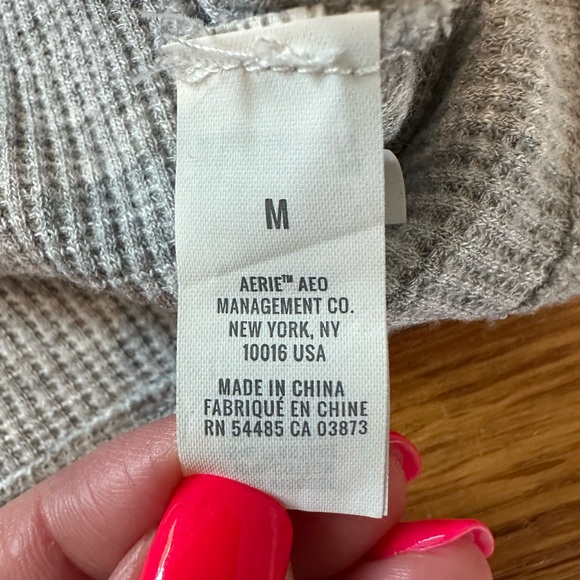 M
AERIE™ AEO
MANAGEMENT CO.
NEW YORK, NY
10016 USA
MADE IN CHINA
FABRIQUÉ EN CHINE
RN 54485 CA 03873